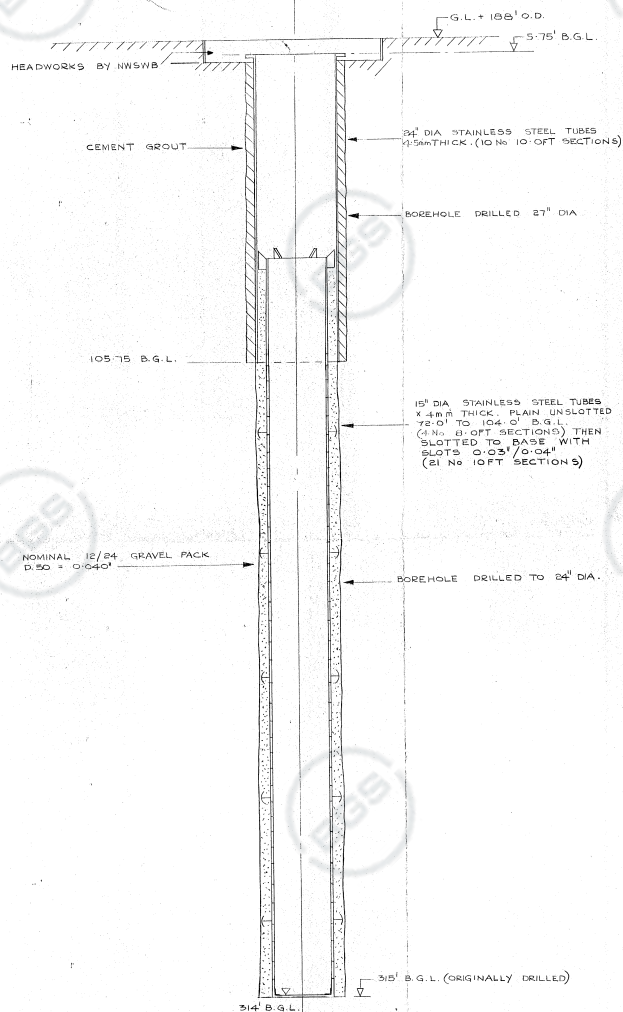 G.L. + 188' O.D.
5·75' B.G.L.
HEADWORKS BY NWSWB
24" DIA STAINLESS STEEL TUBES
4·5mm THICK. (10 No 10·0FT SECTIONS)
CEMENT GROUT
BOREHOLE DRILLED 27" DIA
BGS
105·75 B.G.L.
15" DIA STAINLESS STEEL TUBES
x 4mm THICK. PLAIN UNSLOTTED
72·0' TO 104·0' B.G.L.
(4 No 8·0FT SECTIONS) THEN
SLOTTED TO BASE WITH
SLOTS 0·03"/0·04"
(21 No 10FT SECTIONS)
BGS
NOMINAL 12/24 GRAVEL PACK
D.50 = 0·040"
BOREHOLE DRILLED TO 24" DIA.
BGS
315' B.G.L. (ORIGINALLY DRILLED)
314' B.G.L.